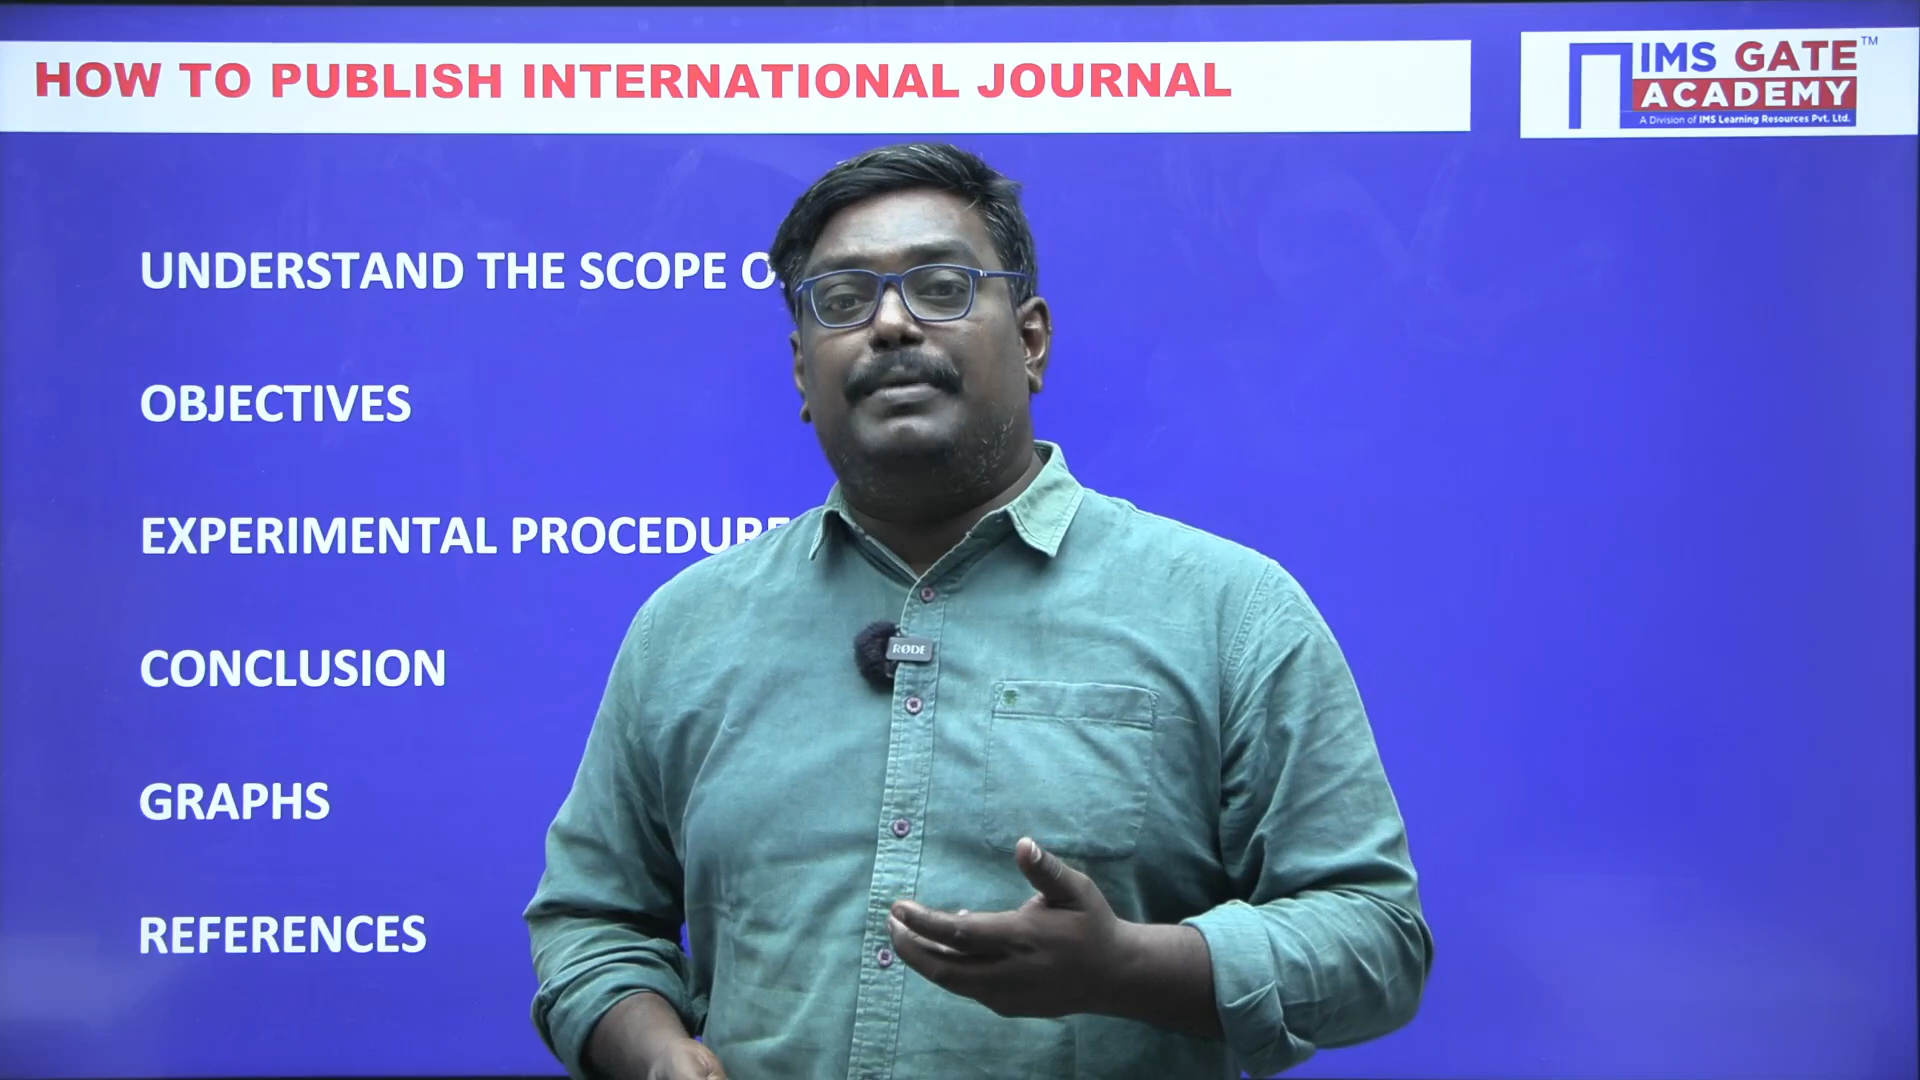 HOW TO PUBLISH INTERNATIONAL JOURNAL
IMS GATE
ACADEMY
TM
A Division of IMS Learning Resources Pvt. Ltd.
UNDERSTAND THE SCOPE
OBJECTIVES
EXPERIMENTAL
CONCLUSION
GRAPHS
REFERENCES
RØDE